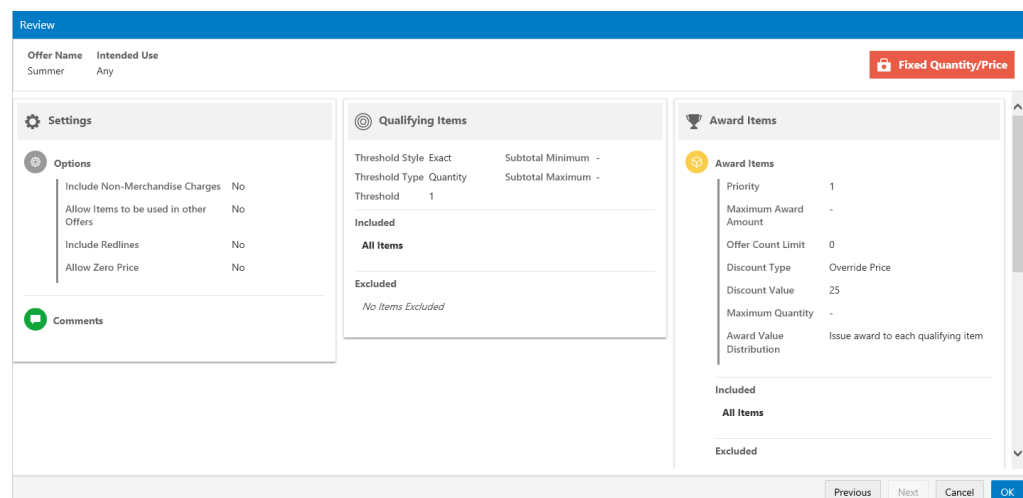 Review
Offer Name Intended Use
Summer Any
Fixed Quantity/Price
Settings
Options
Include Non-Merchandise Charges No
Allow Items to be used in other No
Offers
Include Redlines No
Allow Zero Price No
Comments
Qualifying Items
Threshold Style Exact Subtotal Minimum -
Threshold Type Quantity Subtotal Maximum -
Threshold 1
Included
All Items
Excluded
No Items Excluded
Award Items
Award Items
Priority 1
Maximum Award -
Amount
Offer Count Limit 0
Discount Type Override Price
Discount Value 25
Maximum Quantity -
Award Value Issue award to each qualifying item
Distribution
Included
All Items
Excluded
Previous Next Cancel OK